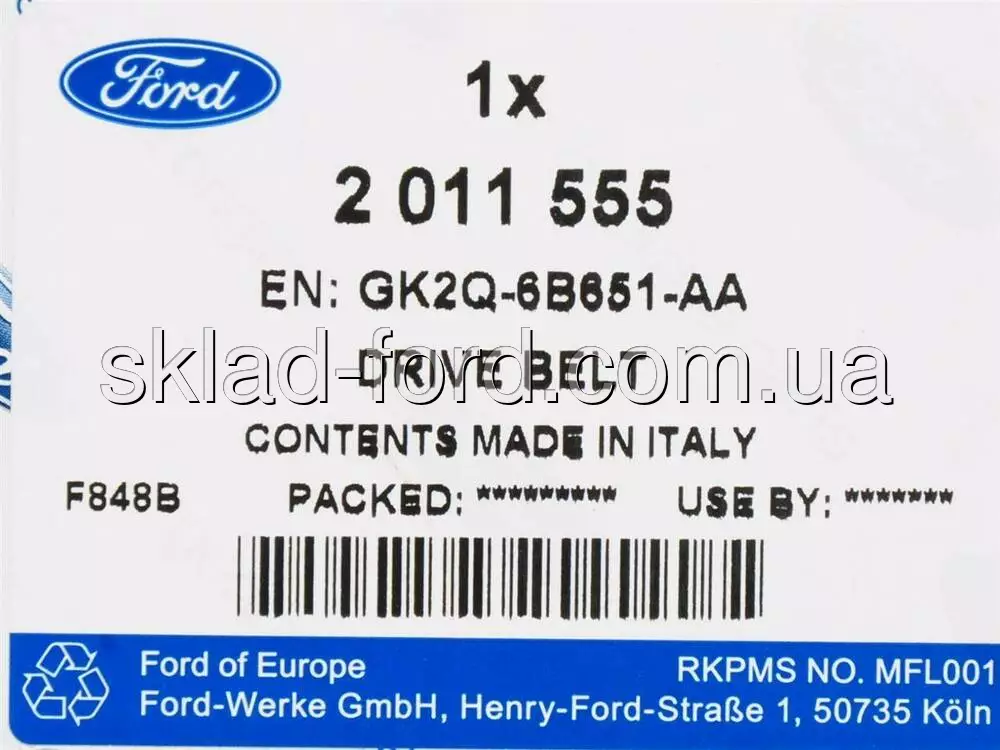 Ford
1x
2 011 555
EN: GK2Q-6B651-AA
DRIVE BELT
sklad-ford.com.ua
CONTENTS MADE IN ITALY
F848B PACKED: ********* USE BY: *******
Ford of Europe RKPMS NO. MFL001
Ford-Werke GmbH, Henry-Ford-Straße 1, 50735 Köln